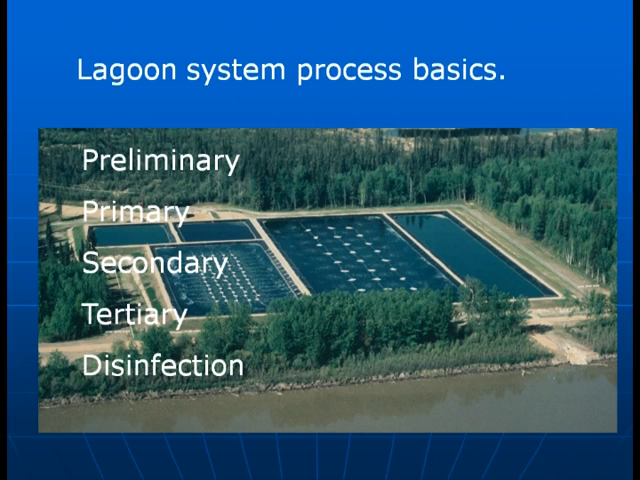 Lagoon system process basics.
Preliminary
Primary
Secondary
Tertiary
Disinfection